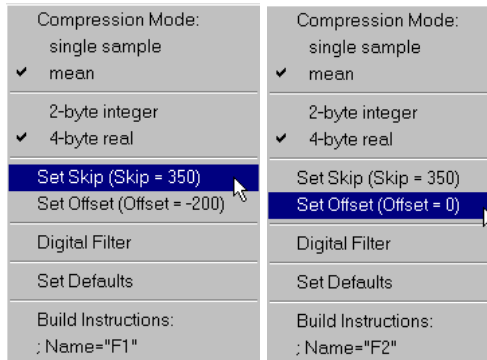 Compression Mode:
single sample
✔ mean
2-byte integer
✔ 4-byte real
Set Skip (Skip = 350)
Set Offset (Offset = -200)
Digital Filter
Set Defaults
Build Instructions:
; Name="F1"
Compression Mode:
single sample
✔ mean
2-byte integer
✔ 4-byte real
Set Skip (Skip = 350)
Set Offset (Offset = 0)
Digital Filter
Set Defaults
Build Instructions:
; Name="F2"